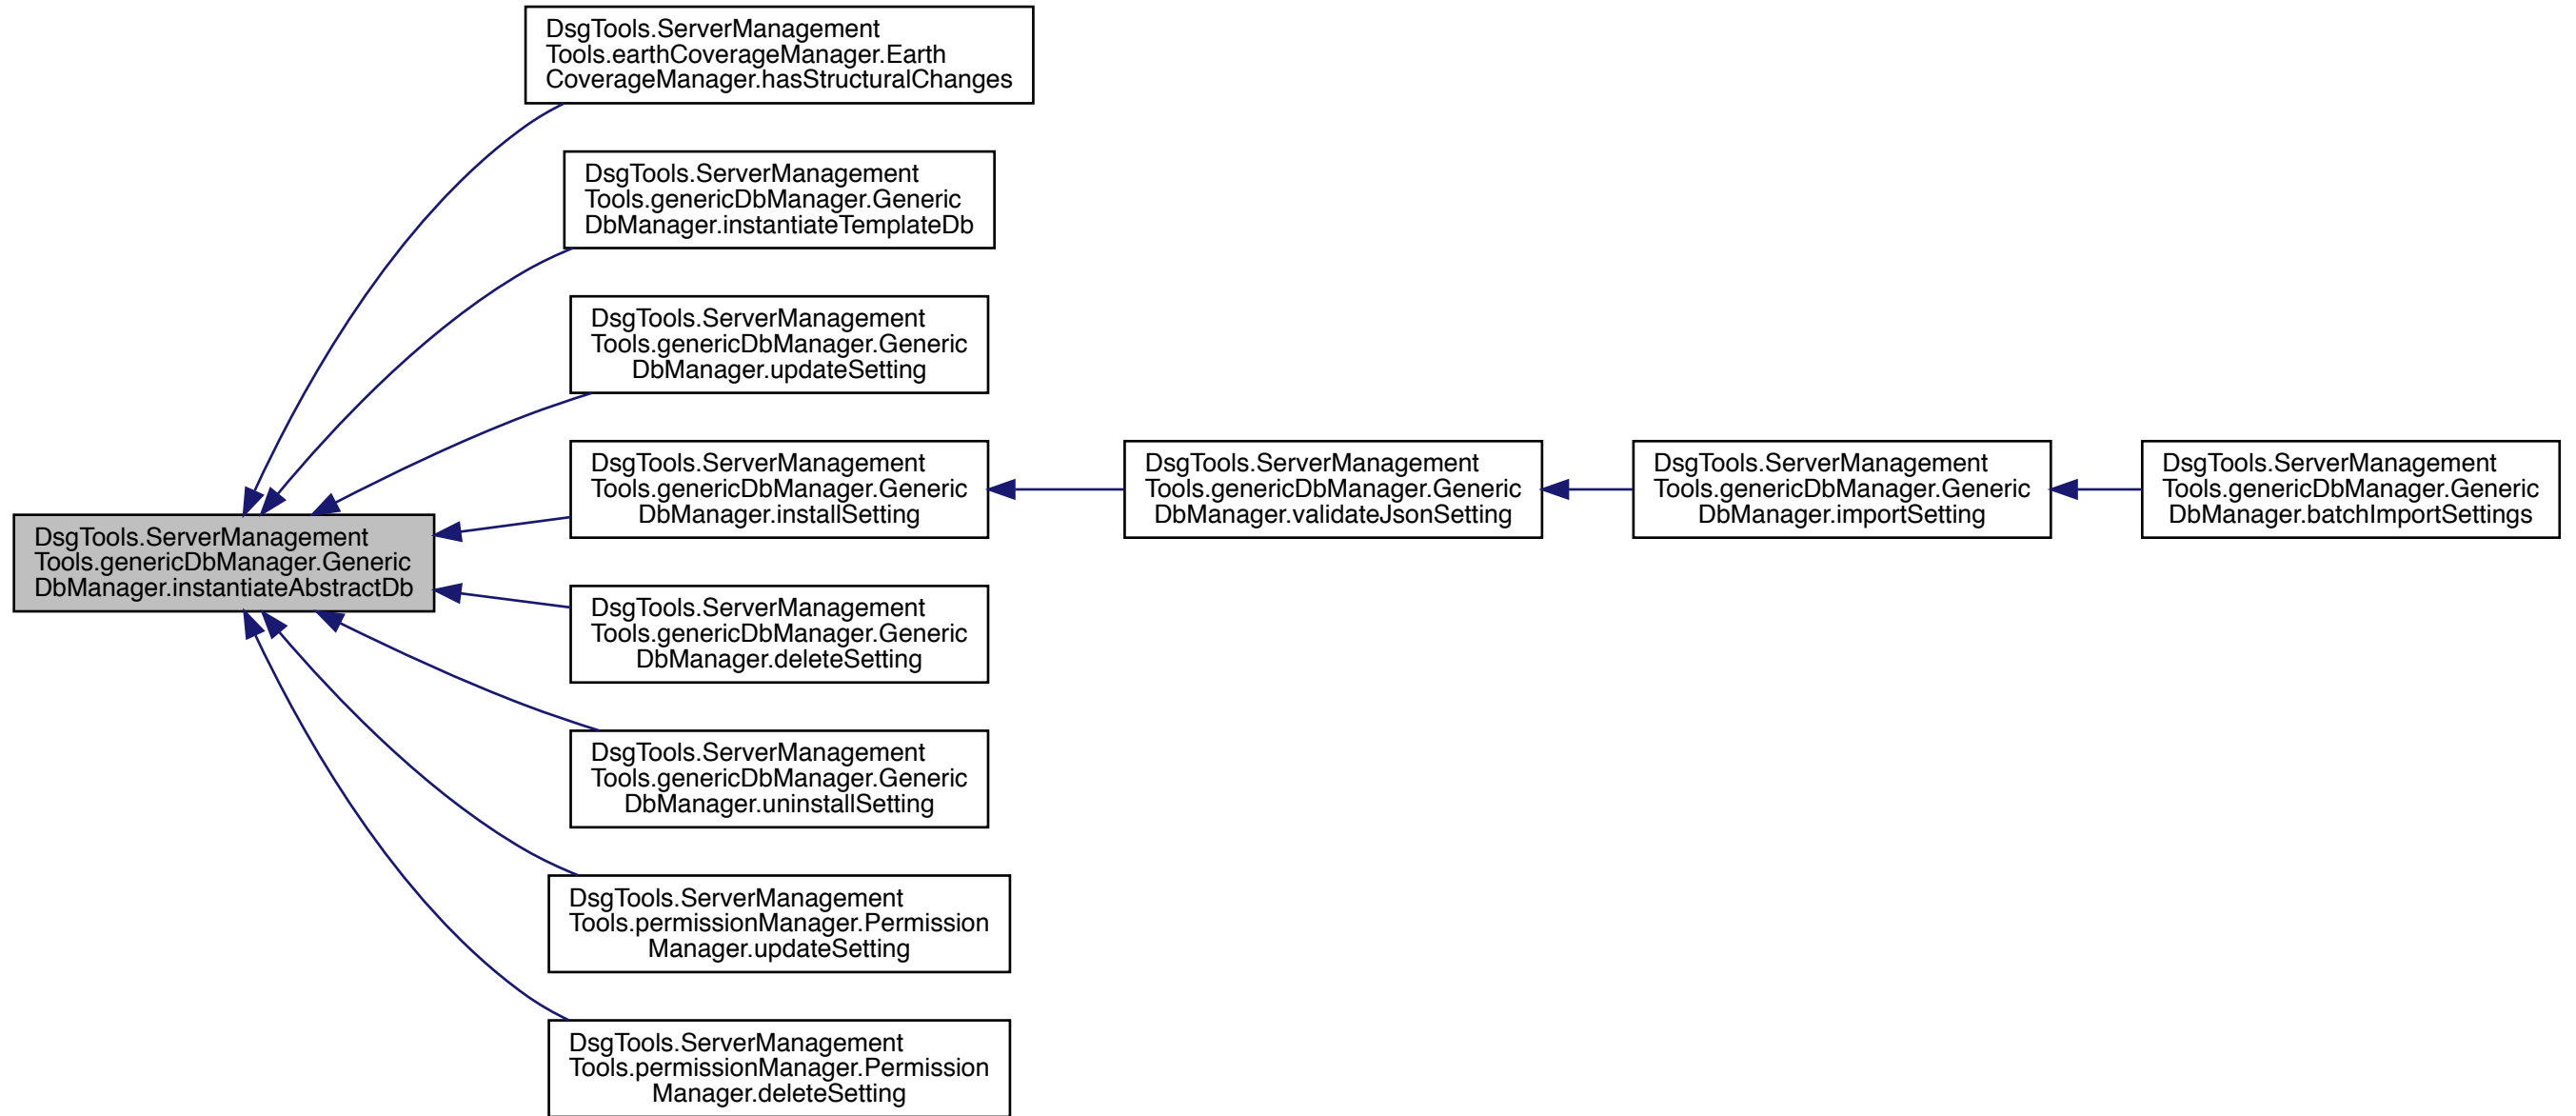 DsgTools.ServerManagement
Tools.earthCoverageManager.Earth
CoverageManager.hasStructuralChanges
DsgTools.ServerManagement
Tools.genericDbManager.Generic
DbManager.instantiateTemplateDb
DsgTools.ServerManagement
Tools.genericDbManager.Generic
DbManager.updateSetting
DsgTools.ServerManagement
Tools.genericDbManager.Generic
DbManager.instantiateAbstractDb
DsgTools.ServerManagement
Tools.genericDbManager.Generic
DbManager.installSetting
DsgTools.ServerManagement
Tools.genericDbManager.Generic
DbManager.validateJsonSetting
DsgTools.ServerManagement
Tools.genericDbManager.Generic
DbManager.importSetting
DsgTools.ServerManagement
Tools.genericDbManager.Generic
DbManager.batchImportSettings
DsgTools.ServerManagement
Tools.genericDbManager.Generic
DbManager.deleteSetting
DsgTools.ServerManagement
Tools.genericDbManager.Generic
DbManager.uninstallSetting
DsgTools.ServerManagement
Tools.permissionManager.Permission
Manager.updateSetting
DsgTools.ServerManagement
Tools.permissionManager.Permission
Manager.deleteSetting